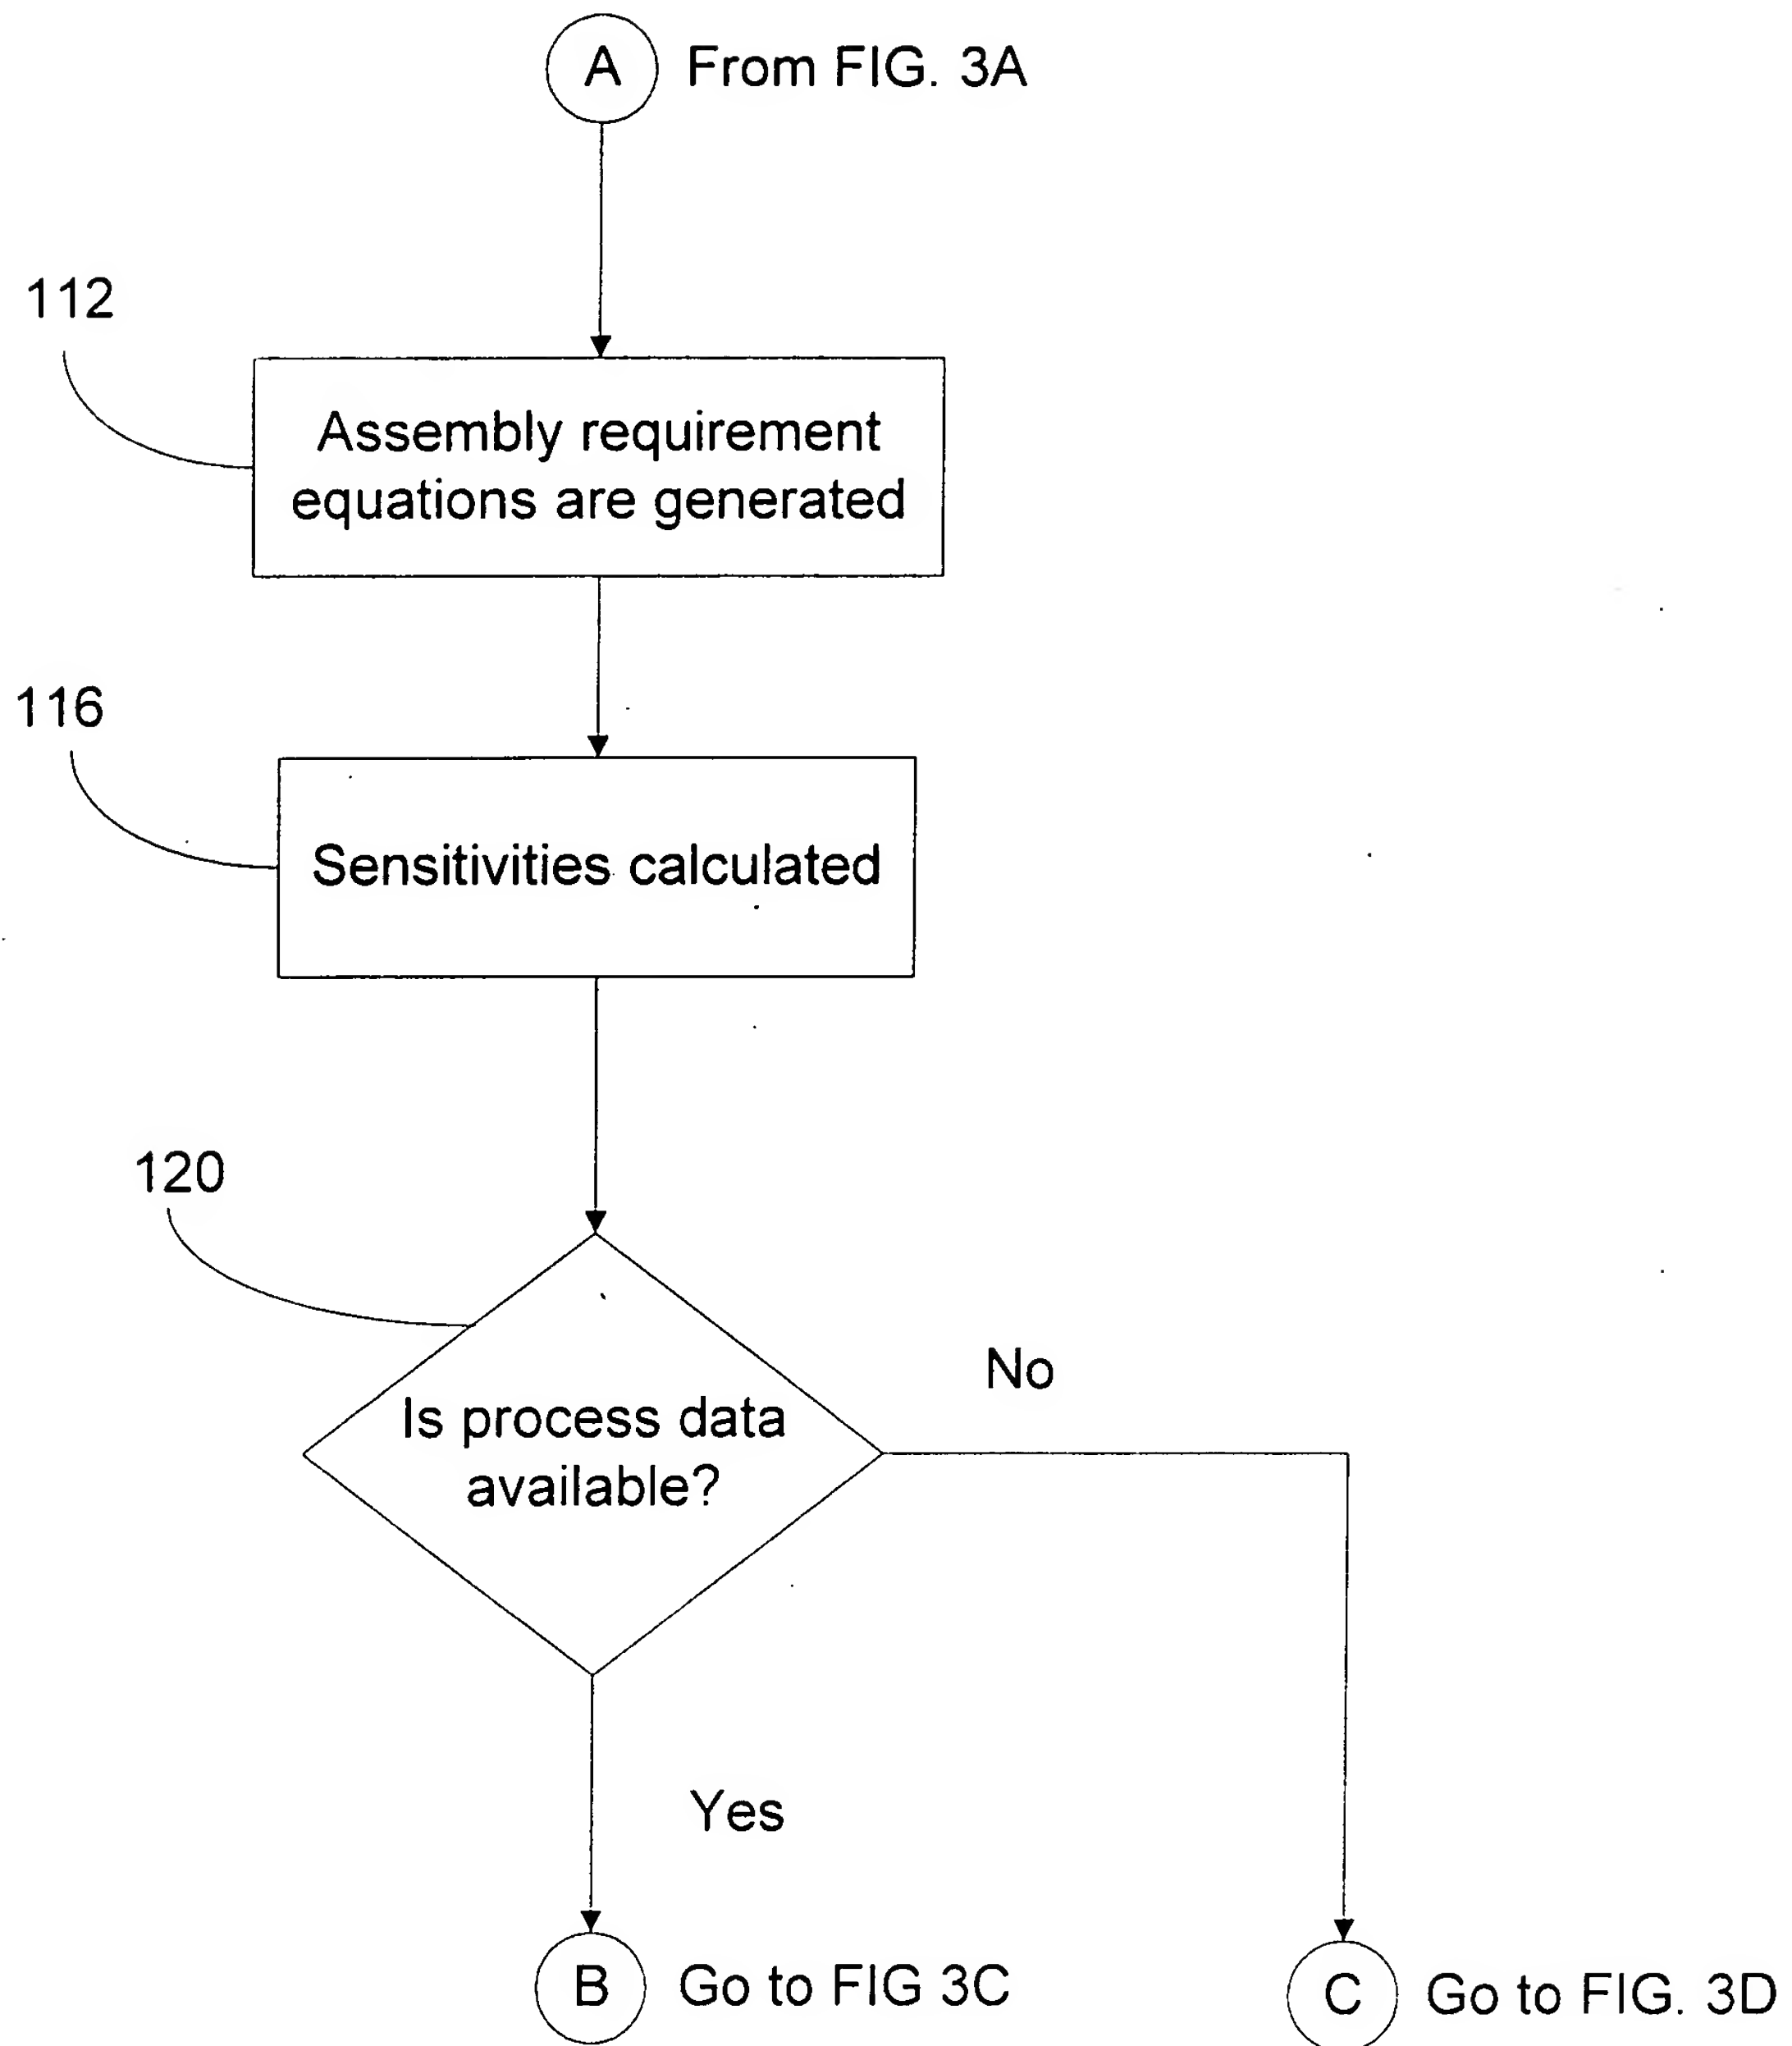 A From FIG. 3A
112
Assembly requirement
equations are generated
116
Sensitivities calculated
120
No
Is process data
available?
Yes
B Go to FIG 3C
C Go to FIG. 3D